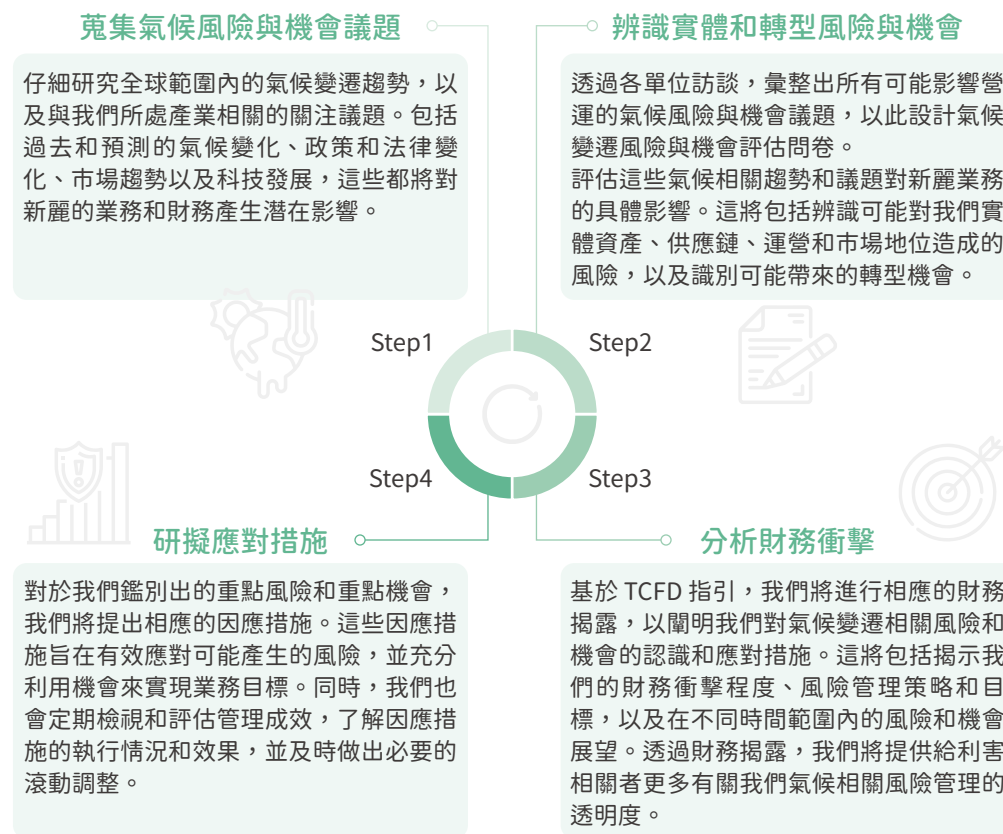 蒐集氣候風險與機會議題
仔細研究全球範圍內的氣候變遷趨勢，以
及與我們所處產業相關的關注議題。包括
過去和預測的氣候變化、政策和法律變
化、市場趨勢以及科技發展，這些都將對
新麗的業務和財務產生潛在影響。
辨識實體和轉型風險與機會
透過各單位訪談，彙整出所有可能影響營
運的氣候風險與機會議題，以此設計氣候
變遷風險與機會評估問卷。
評估這些氣候相關趨勢和議題對新麗業務
的具體影響。這將包括辨識可能對我們實
體資產、供應鏈、運營和市場地位造成的
風險，以及識別可能帶來的轉型機會。
Step1
Step2
Step4
Step3
研擬應對措施
對於我們鑑別出的重點風險和重點機會，
我們將提出相應的因應措施。這些因應措
施旨在有效應對可能產生的風險，並充分
利用機會來實現業務目標。同時，我們也
會定期檢視和評估管理成效，了解因應措
施的執行情況和效果，並及時做出必要的
滾動調整。
分析財務衝擊
基於 TCFD 指引，我們將進行相應的財務
揭露，以闡明我們對氣候變遷相關風險和
機會的認識和應對措施。這將包括揭示我
們的財務衝擊程度、風險管理策略和目
標，以及在不同時間範圍內的風險和機會
展望。透過財務揭露，我們將提供給利害
相關者更多有關我們氣候相關風險管理的
透明度。